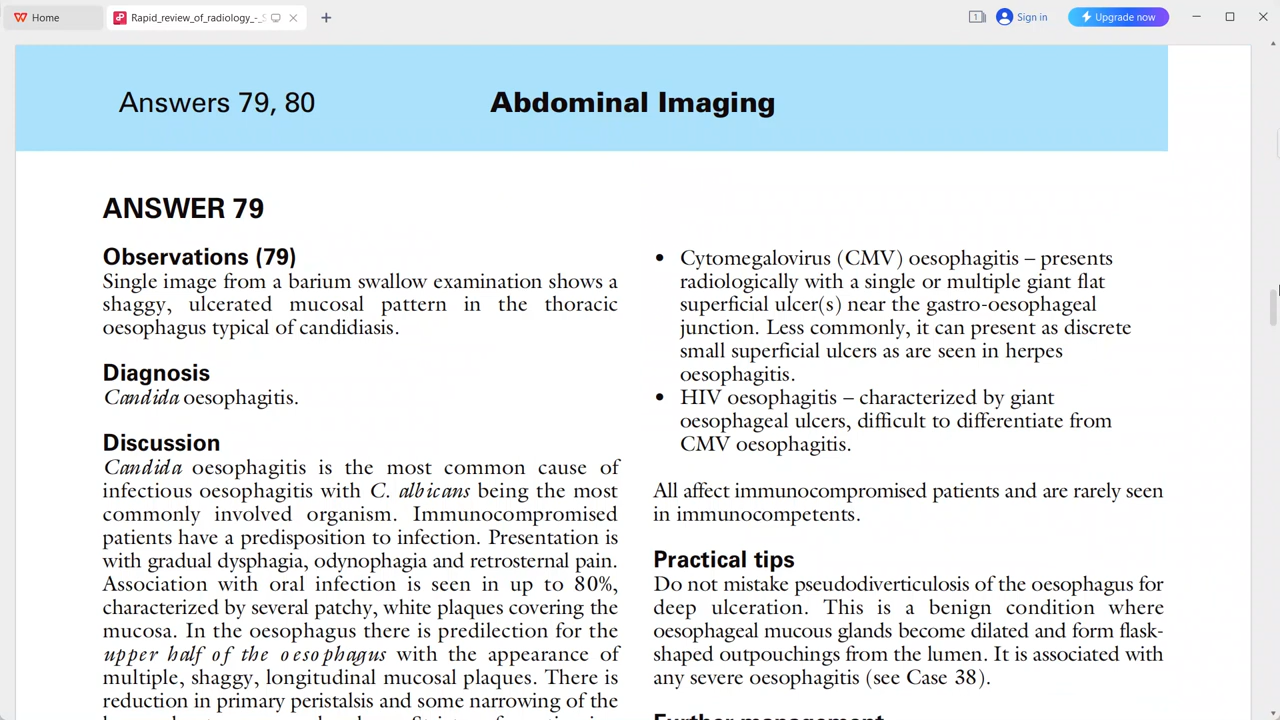 Home
Rapid_review_of_radiology_-_S
1
Sign in
Upgrade now
Answers 79, 80
Abdominal Imaging
ANSWER 79
Observations (79)
Single image from a barium swallow examination shows a
shaggy, ulcerated mucosal pattern in the thoracic
oesophagus typical of candidiasis.
Diagnosis
Candida oesophagitis.
Discussion
Candida oesophagitis is the most common cause of
infectious oesophagitis with C. albicans being the most
commonly involved organism. Immunocompromised
patients have a predisposition to infection. Presentation is
with gradual dysphagia, odynophagia and retrosternal pain.
Association with oral infection is seen in up to 80%,
characterized by several patchy, white plaques covering the
mucosa. In the oesophagus there is predilection for the
upper half of the oesophagus with the appearance of
multiple, shaggy, longitudinal mucosal plaques. There is
reduction in primary peristalsis and some narrowing of the
• Cytomegalovirus (CMV) oesophagitis – presents
radiologically with a single or multiple giant flat
superficial ulcer(s) near the gastro-oesophageal
junction. Less commonly, it can present as discrete
small superficial ulcers as are seen in herpes
oesophagitis.
• HIV oesophagitis – characterized by giant
oesophageal ulcers, difficult to differentiate from
CMV oesophagitis.
All affect immunocompromised patients and are rarely seen
in immunocompetents.
Practical tips
Do not mistake pseudodiverticulosis of the oesophagus for
deep ulceration. This is a benign condition where
oesophageal mucous glands become dilated and form flask-
shaped outpouchings from the lumen. It is associated with
any severe oesophagitis (see Case 38).
Further management